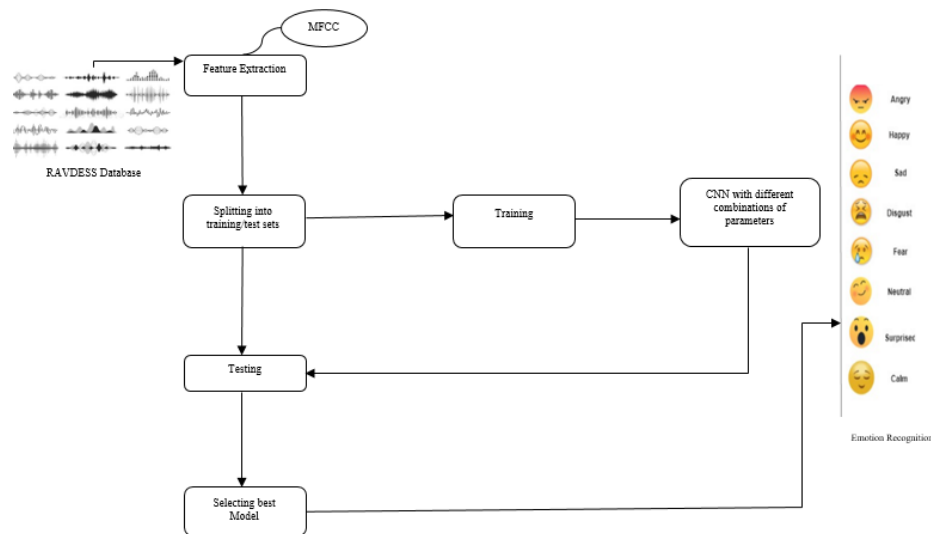 MFCC
Feature Extraction
RAVDESS Database
Splitting into
training/test sets
Training
CNN with different
combinations of
parameters
Testing
Selecting best
Model
Angry
Happy
Sad
Disgust
Fear
Neutral
Surprisec
Calm
Emotion Recognition